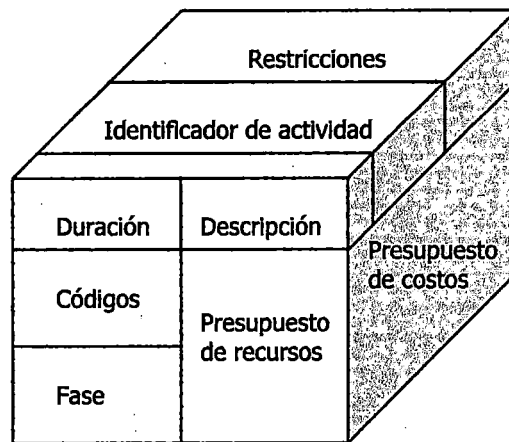 Restricciones
Identificador de actividad
Duración
Descripción
Presupuesto
de costos
Códigos
Presupuesto
de recursos
Fase